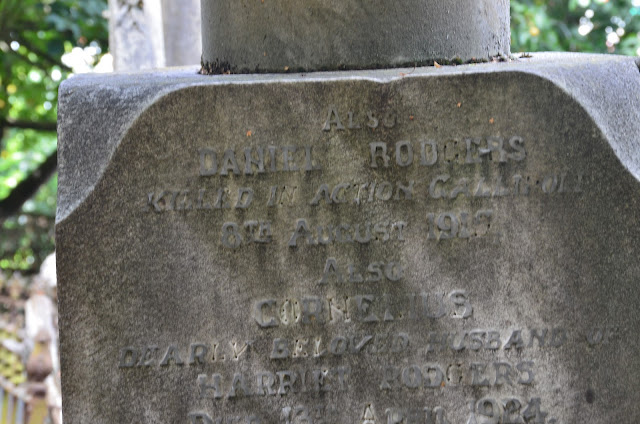 ALSO
DANIEL RODGERS
KILLED IN ACTION GALLIPOLI
8TH AUGUST
ALSO
CORNELIUS
DEARLY BELOVED HUSBAND OF
HARRIET RODGERS
APRIL 1924.